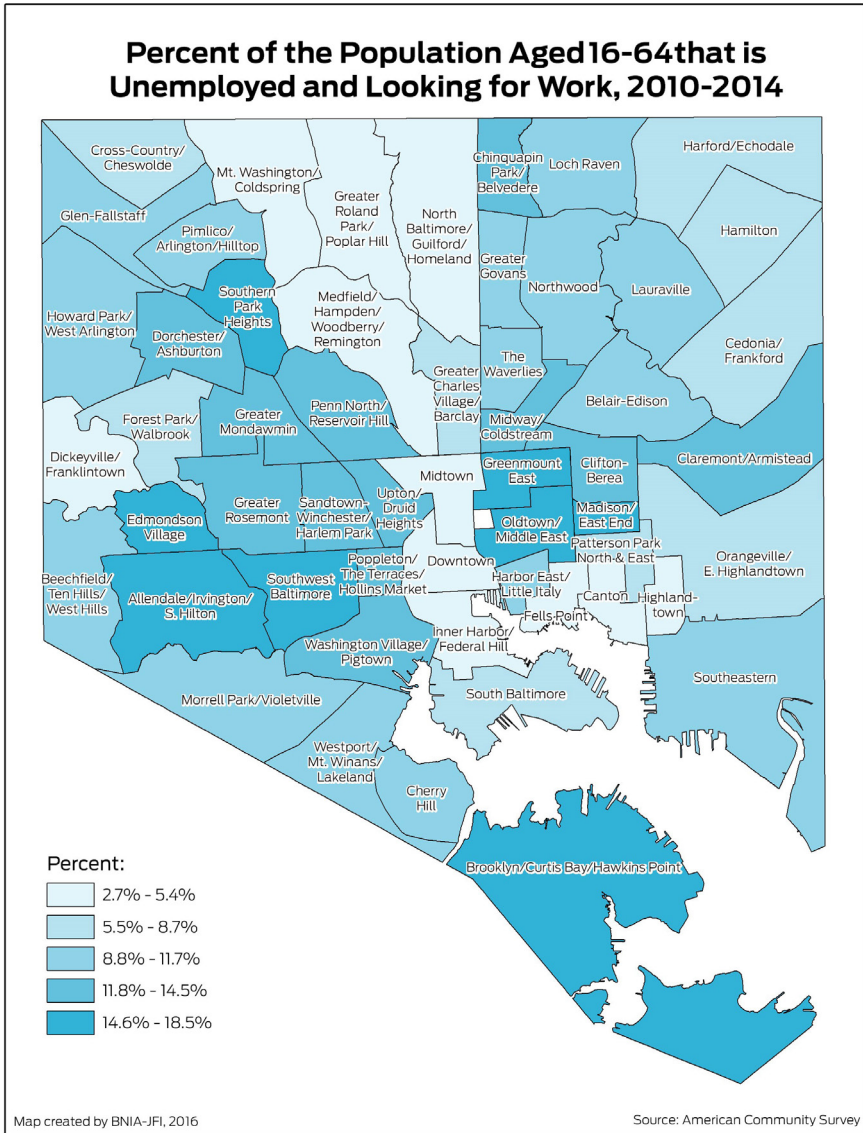 Percent of the Population Aged 16-64 that is
Unemployed and Looking for Work, 2010-2014
Cross-Country/
Cheswolde
Mt. Washington/
Coldspring
Greater
Roland
Park/
Poplar Hill
North
Baltimore/
Guilford/
Homeland
Chinquapin
Park/
Belvedere
Loch Raven
Harford/Echodale
Glen-Fallstaff
Pimlico/
Arlington/Hilltop
Hamilton
Greater
Govans
Northwood
Lauraville
Howard Park/
West Arlington
Southern
Park
Heights
Dorchester/
Ashburton
Medfield/
Hampden/
Woodberry/
Remington
The
Waverlies
Cedonia/
Frankford
Greater
Charles
Village/
Barclay
Belair-Edison
Forest Park/
Walbrook
Greater
Mondawmin
Penn North/
Reservoir Hill
Midway/
Coldstream
Dickeyville/
Franklintown
Midtown
Greenmount
East
Clifton-
Berea
Claremont/Armistead
Edmondson
Village
Greater
Rosemont
Sandtown-
Winchester/
Harlem Park
Upton/
Druid
Heights
Oldtown/
Middle East
Madison/
East End
Patterson Park
North & East
Orangeville/
E. Highlandtown
Beechfield/
Ten Hills/
West Hills
Allendale/Irvington/
S. Hilton
Southwest
Baltimore
Poppleton/
The Terraces/
Hollins Market
Downtown
Harbor East/
Little Italy
Fells Point
Canton
Highland-
town
Washington Village/
Pigtown
Inner Harbor/
Federal Hill
Southeastern
South Baltimore
Morrell Park/Violetville
Westport/
Mt. Winans/
Lakeland
Cherry
Hill
Brooklyn/Curtis Bay/Hawkins Point
Percent:
2.7% - 5.4%
5.5% - 8.7%
8.8% - 11.7%
11.8% - 14.5%
14.6% - 18.5%
Map created by BNIA-JFI, 2016
Source: American Community Survey